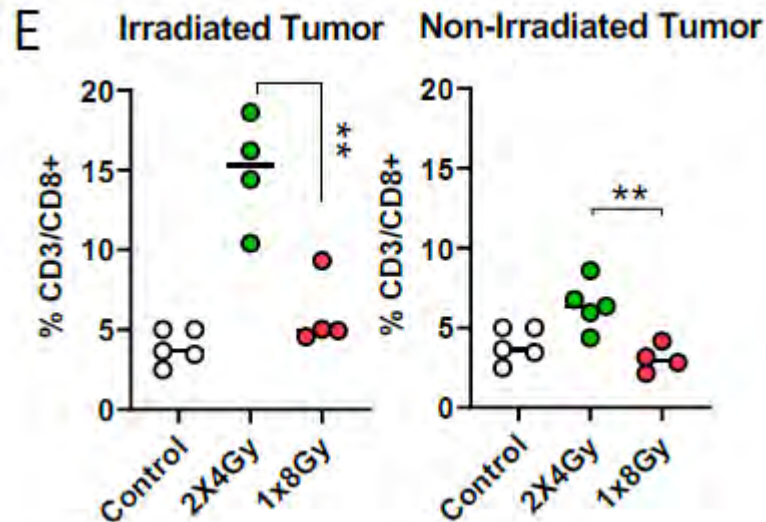 E
Irradiated Tumor
% CD3/CD8+
20
15
10
5
0
**
Control
2X4Gy
1x8Gy
Non-Irradiated Tumor
% CD3/CD8+
20
15
10
5
0
**
Control
2X4Gy
1x8Gy